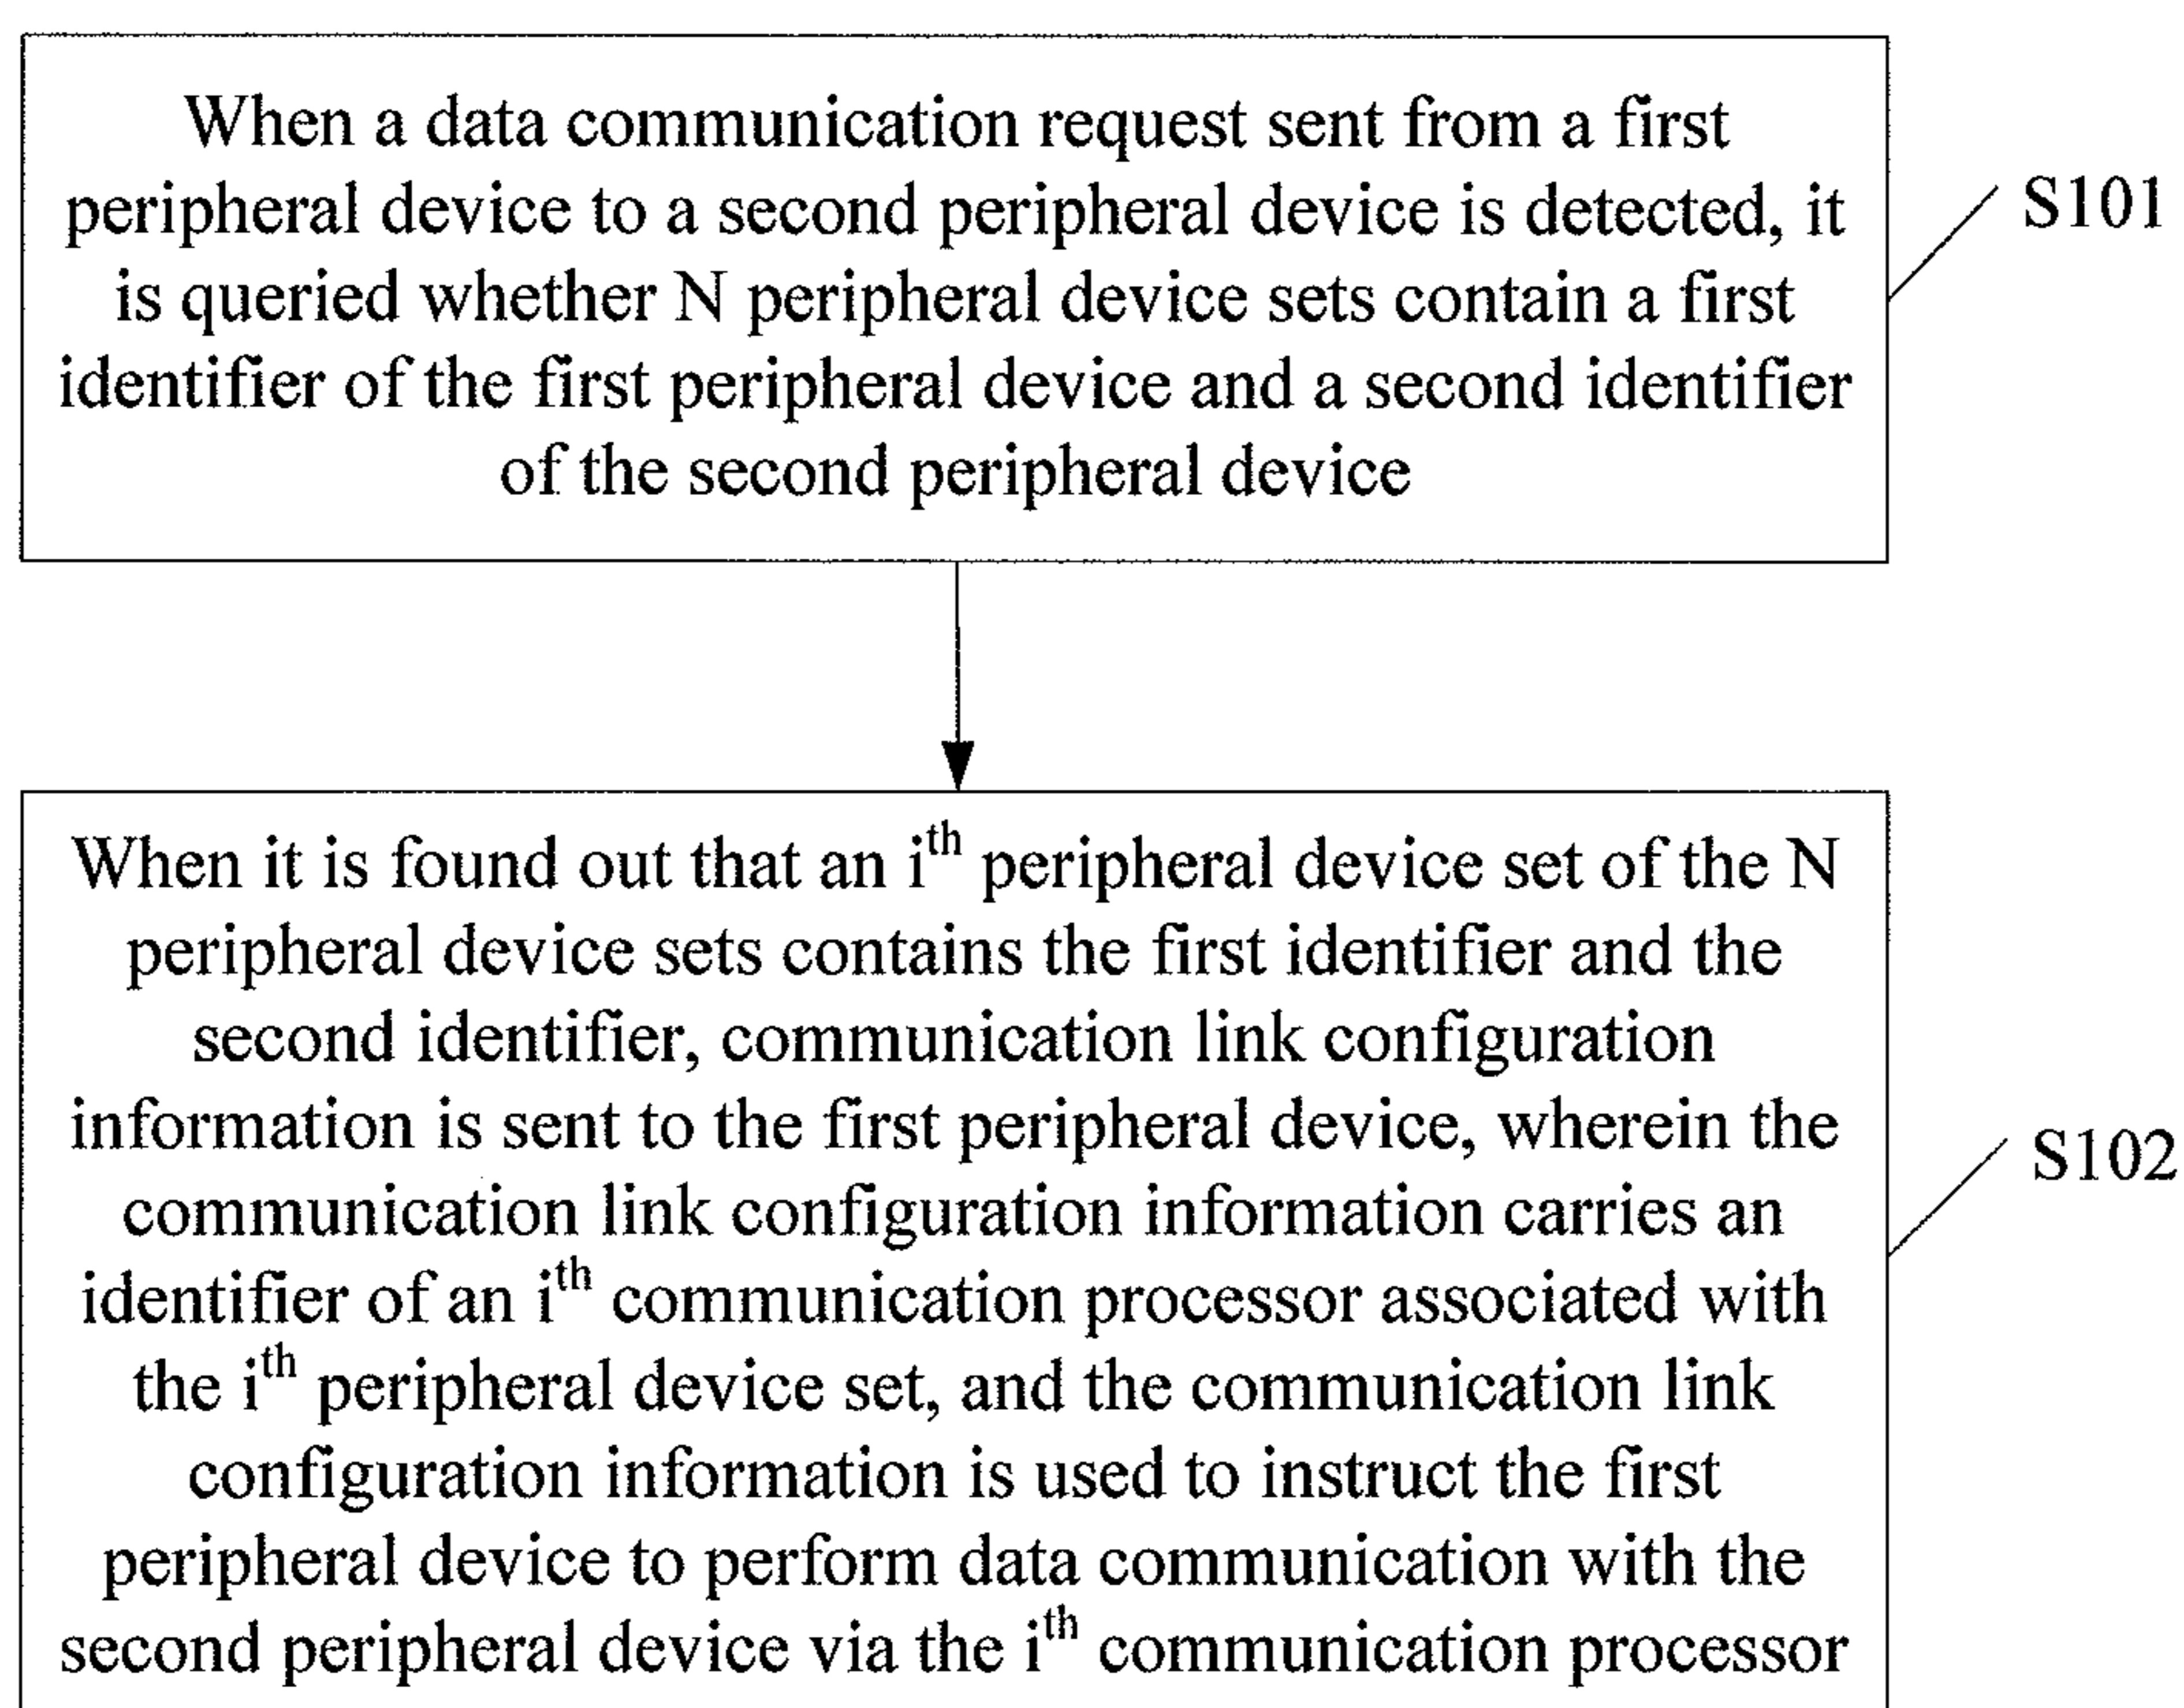 When a data communication request sent from a first
peripheral device to a second peripheral device is detected, it
is queried whether N peripheral device sets contain a first
identifier of the first peripheral device and a second identifier
of the second peripheral device
S101
When it is found out that an i^th peripheral device set of the N
peripheral device sets contains the first identifier and the
second identifier, communication link configuration
information is sent to the first peripheral device, wherein the
communication link configuration information carries an
identifier of an i^th communication processor associated with
the i^th peripheral device set, and the communication link
configuration information is used to instruct the first
peripheral device to perform data communication with the
second peripheral device via the i^th communication processor
S102